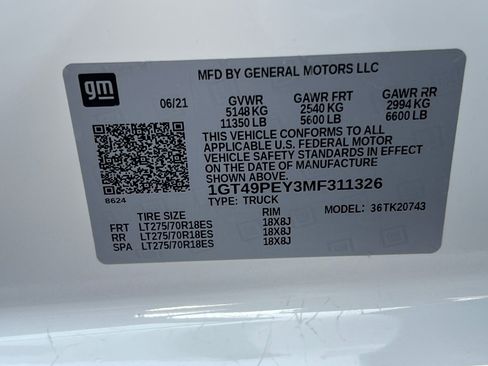 MFD BY GENERAL MOTORS LLC
gm
06/21 GVWR GAWR FRT GAWR RR
5148 KG 2540 KG 2994 KG
11350 LB 5600 LB 6600 LB
THIS VEHICLE CONFORMS TO ALL
APPLICABLE U.S. FEDERAL MOTOR
VEHICLE SAFETY STANDARDS IN EFFECT
ON THE DATE OF MANUFACTURE
SHOWN ABOVE.
1GT49PEY3MF311326
8624 TYPE: TRUCK
TIRE SIZE RIM MODEL: 36TK20743
FRT LT275/70R18ES 18X8J
RR LT275/70R18ES 18X8J
SPA LT275/70R18ES 18X8J